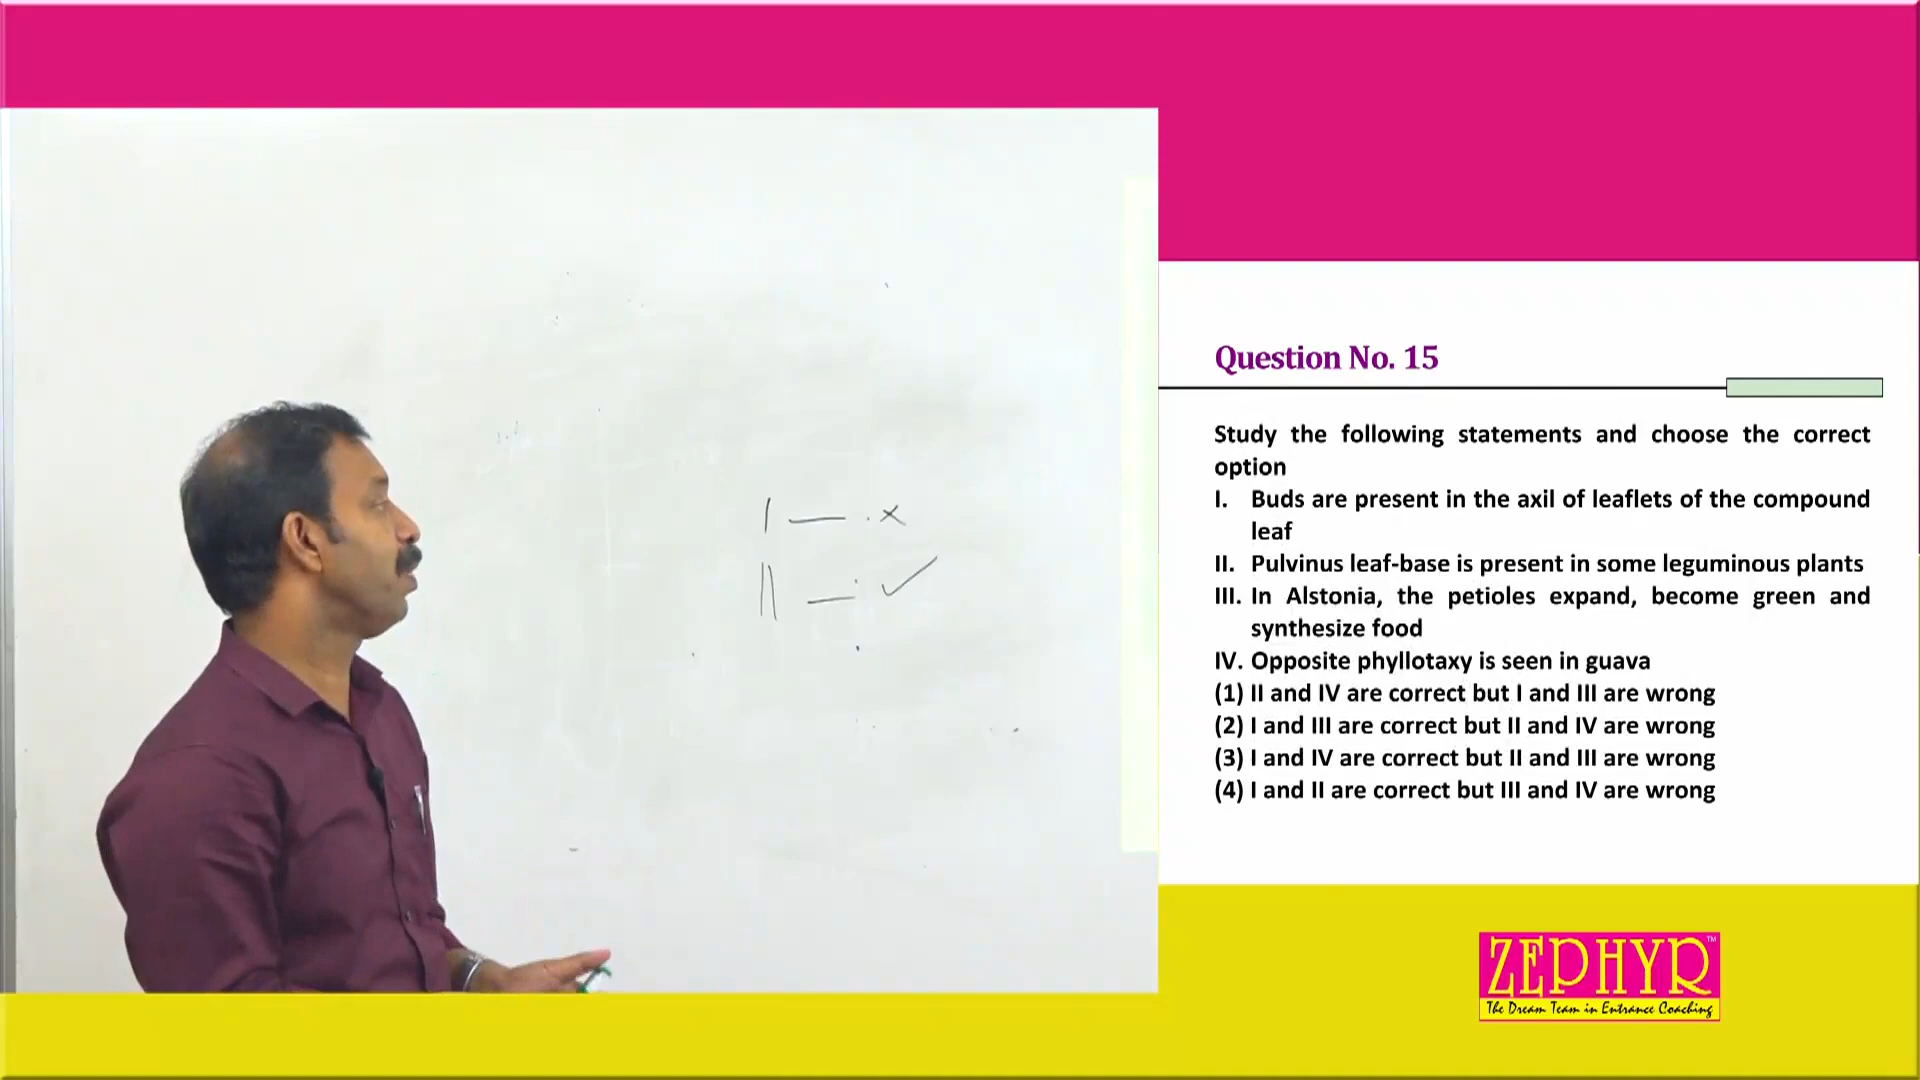 Question No. 15
Study the following statements and choose the correct
option
I. Buds are present in the axil of leaflets of the compound
leaf
II. Pulvinus leaf-base is present in some leguminous plants
III. In Alstonia, the petioles expand, become green and
synthesize food
IV. Opposite phyllotaxy is seen in guava
(1) II and IV are correct but I and III are wrong
(2) I and III are correct but II and IV are wrong
(3) I and IV are correct but II and III are wrong
(4) I and II are correct but III and IV are wrong
I — . ×
II — ✓
ZEPHYR™
The Dream Team in Entrance Coaching